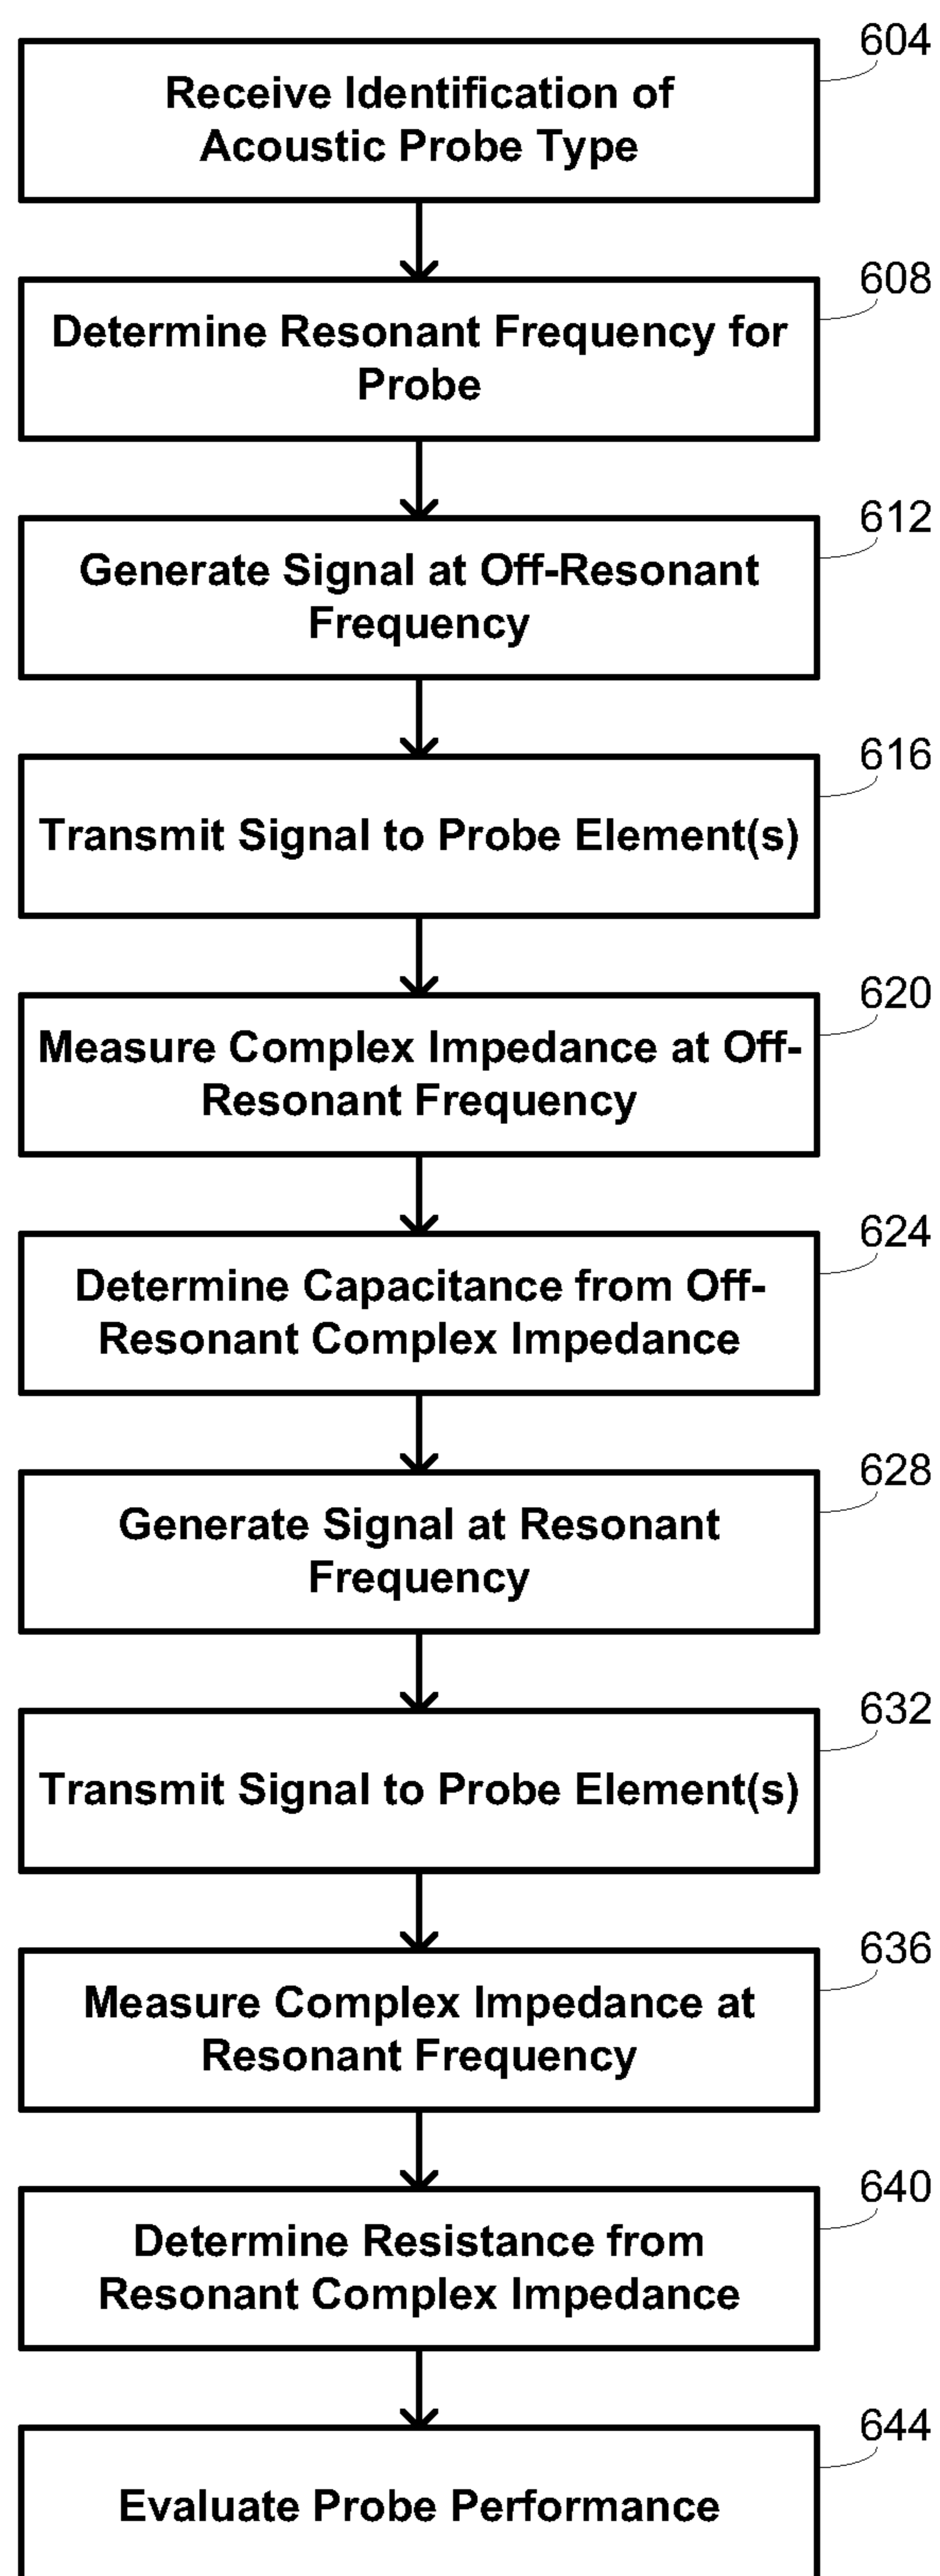 604
Receive Identification of
Acoustic Probe Type
608
Determine Resonant Frequency for
Probe
612
Generate Signal at Off-Resonant
Frequency
616
Transmit Signal to Probe Element(s)
620
Measure Complex Impedance at Off-
Resonant Frequency
624
Determine Capacitance from Off-
Resonant Complex Impedance
628
Generate Signal at Resonant
Frequency
632
Transmit Signal to Probe Element(s)
636
Measure Complex Impedance at
Resonant Frequency
640
Determine Resistance from
Resonant Complex Impedance
644
Evaluate Probe Performance